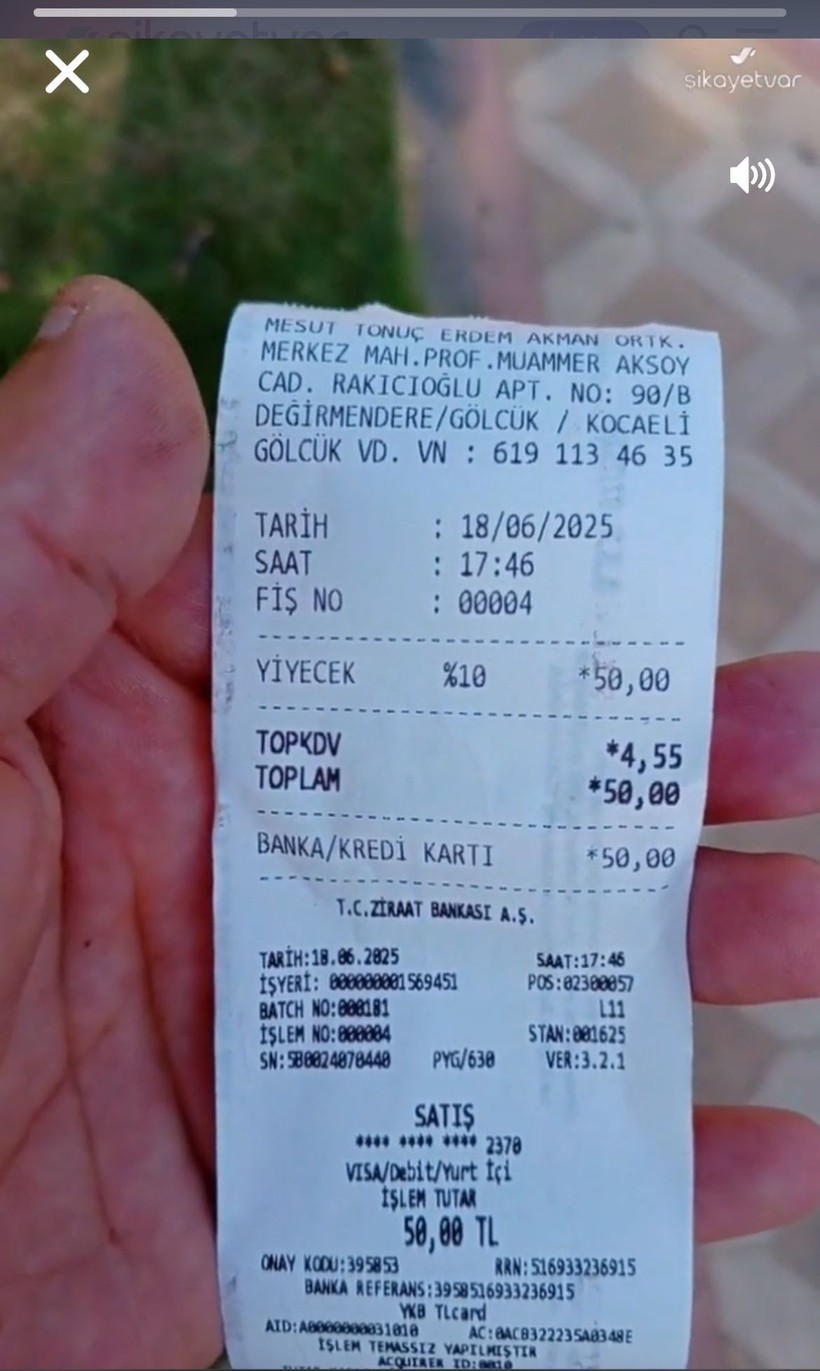 şikayetvar
MESUT TONUÇ ERDEM AKMAN ORTK.
MERKEZ MAH.PROF.MUAMMER AKSOY
CAD. RAKICIOĞLU APT. NO: 90/B
DEĞİRMENDERE/GÖLCÜK / KOCAELİ
GÖLCÜK VD. VN : 619 113 46 35
TARİH : 18/06/2025
SAAT : 17:46
FİŞ NO : 00004
YİYECEK %10 *50,00
TOPKDV *4,55
TOPLAM *50,00
BANKA/KREDİ KARTI *50,00
T.C.ZİRAAT BANKASI A.Ş.
TARİH:18.06.2025 SAAT:17:46
İŞYERİ: 000000001569451 POS:02300057
BATCH NO:000181 L11
İŞLEM NO:000004 STAN:001625
SN:5B0024070440 PYG/630 VER:3.2.1
SATIŞ
**** **** **** 2370
VISA/Debit/Yurt İçi
İŞLEM TUTAR
50,00 TL
ONAY KODU:395853 RRN:516933236915
BANKA REFERANS:3958516933236915
YKB TLcard
AID:A0000000031010 AC:0ACB322235A0348E
İŞLEM TEMASSIZ YAPILMIŞTIR
ACQUIRER ID:0010